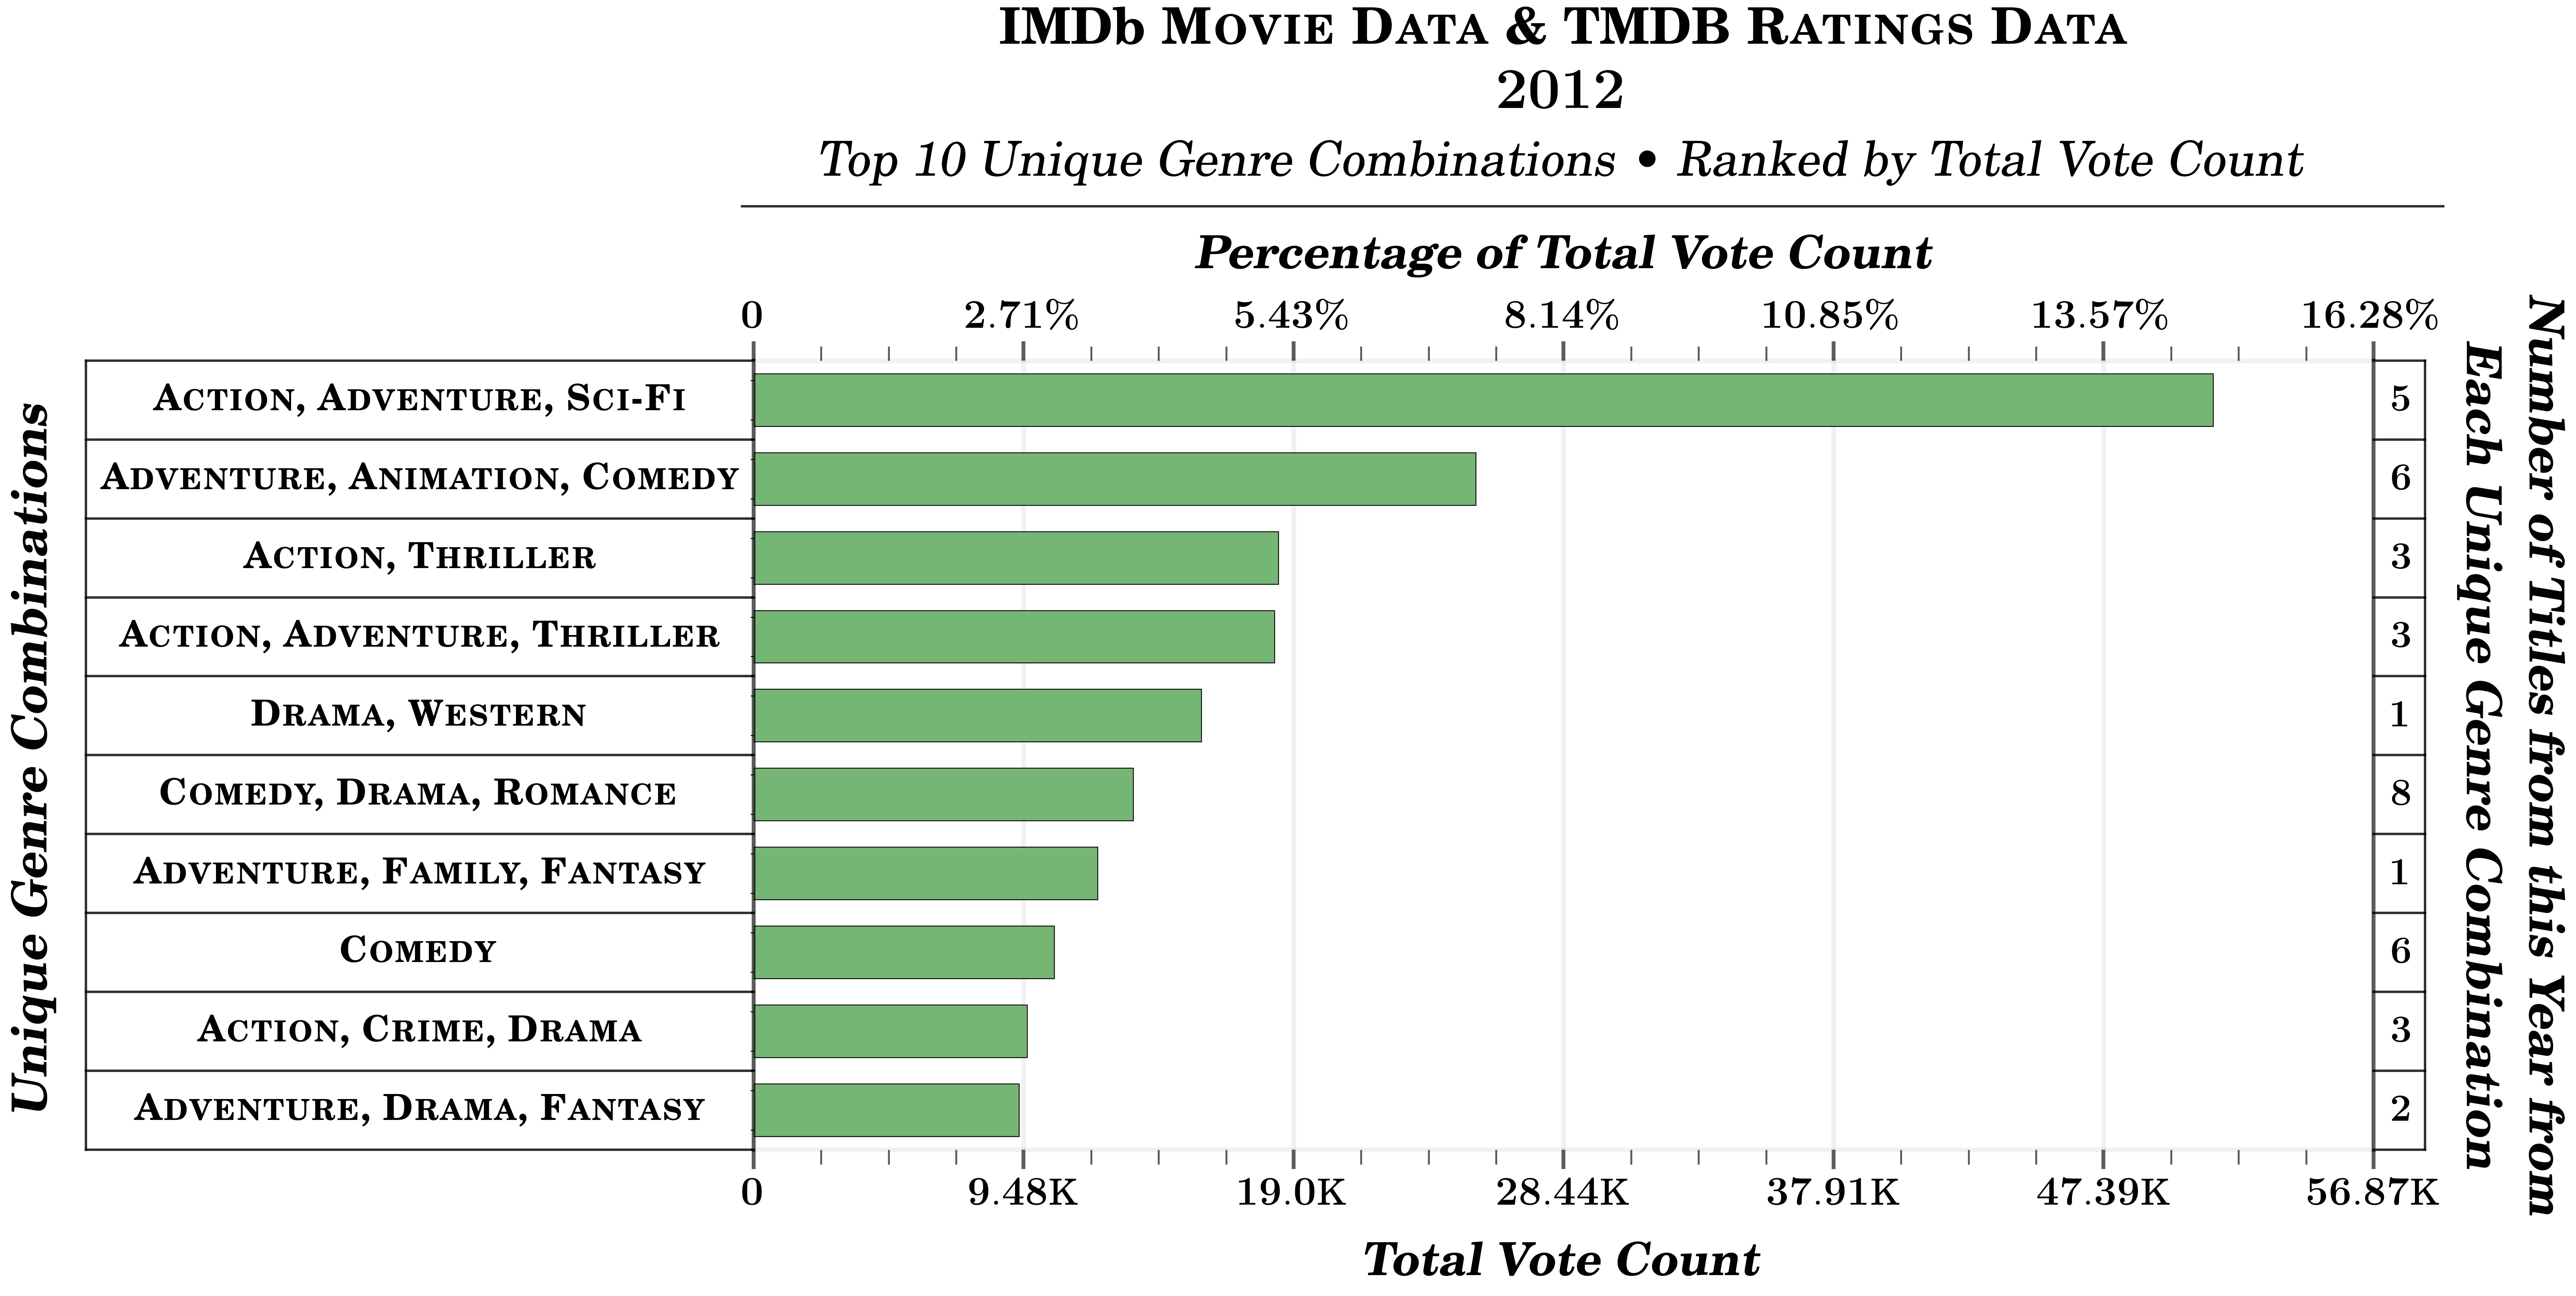 IMDb Movie Data & TMDB Ratings Data
2012
Top 10 Unique Genre Combinations • Ranked by Total Vote Count
Percentage of Total Vote Count
0 2.71% 5.43% 8.14% 10.85% 13.57% 16.28%
Unique Genre Combinations
Action, Adventure, Sci-Fi 5
Adventure, Animation, Comedy 6
Action, Thriller 3
Action, Adventure, Thriller 3
Drama, Western 1
Comedy, Drama, Romance 8
Adventure, Family, Fantasy 1
Comedy 6
Action, Crime, Drama 3
Adventure, Drama, Fantasy 2
Number of Titles from this Year from
Each Unique Genre Combination
0 9.48K 19.0K 28.44K 37.91K 47.39K 56.87K
Total Vote Count